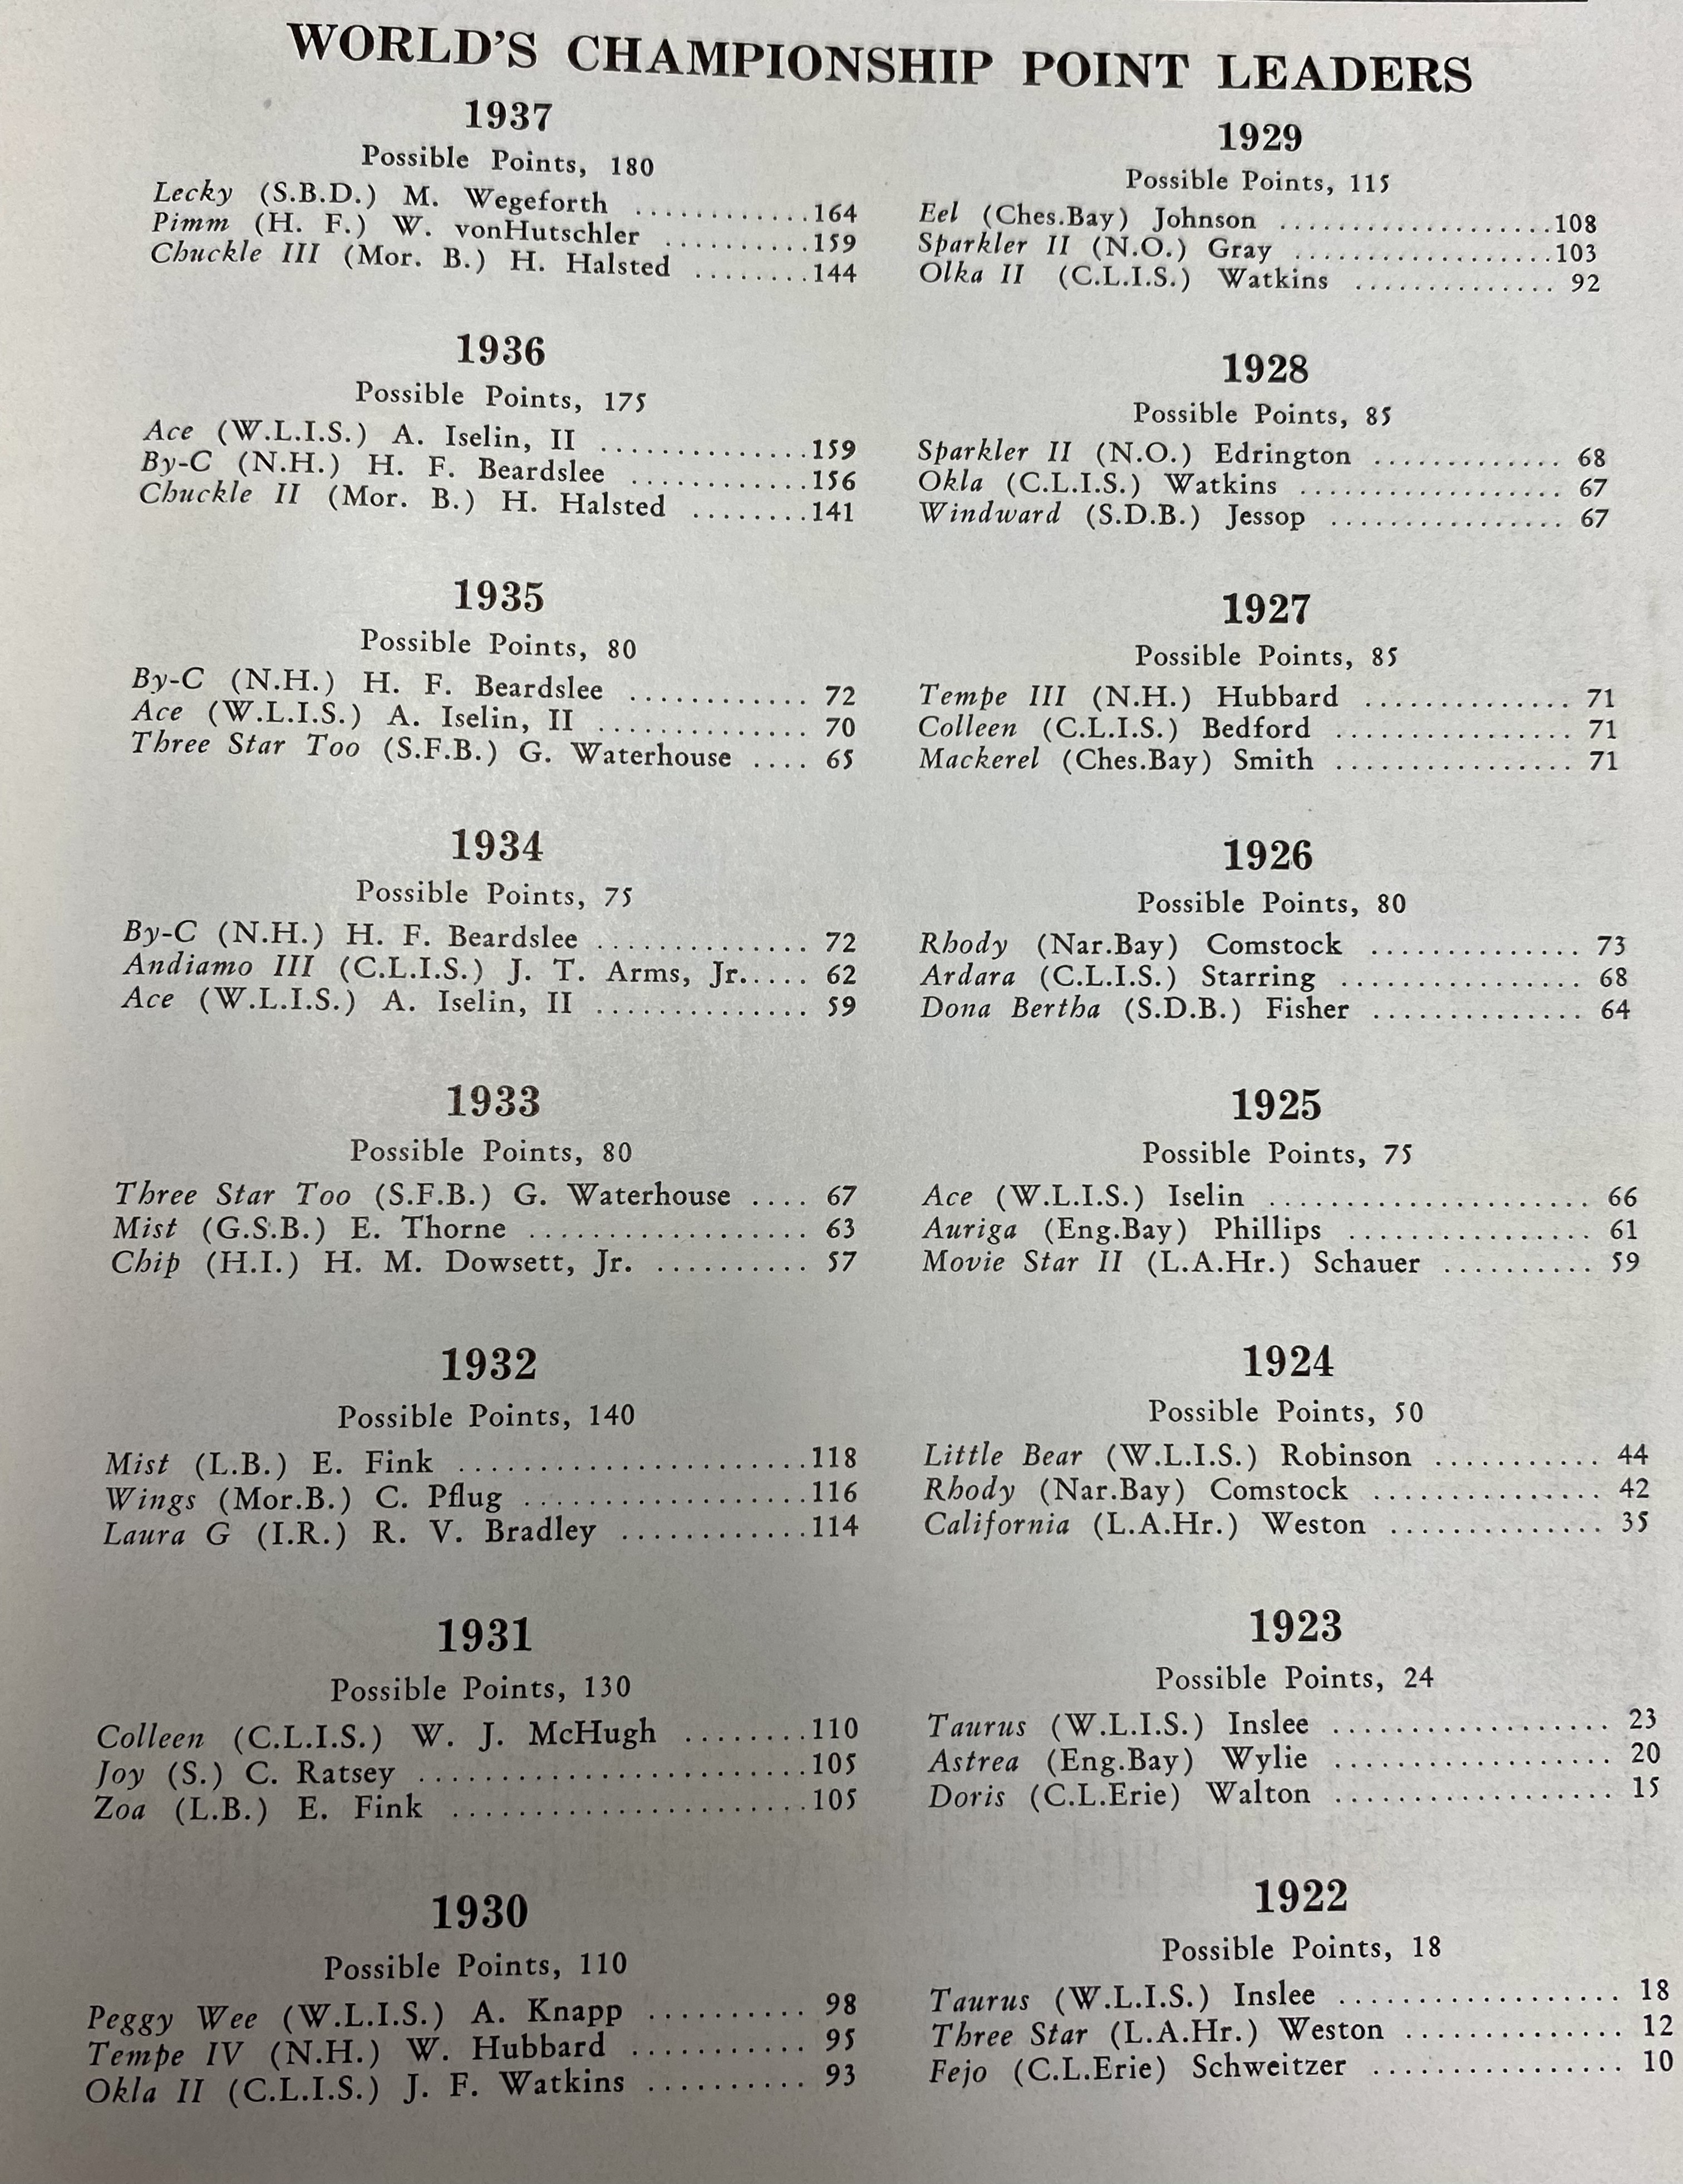 WORLD'S CHAMPIONSHIP POINT LEADERS
1937
Possible Points, 180
Lecky (S.B.D.) M. Wegeforth ............164
Pimm (H. F.) W. vonHutschler ..........159
Chuckle III (Mor. B.) H. Halsted ........144
1936
Possible Points, 175
Ace (W.L.I.S.) A. Iselin, II ...............159
By-C (N.H.) H. F. Beardslee ............156
Chuckle II (Mor. B.) H. Halsted ........141
1935
Possible Points, 80
By-C (N.H.) H. F. Beardslee ............ 72
Ace (W.L.I.S.) A. Iselin, II .............. 70
Three Star Too (S.F.B.) G. Waterhouse .... 65
1934
Possible Points, 75
By-C (N.H.) H. F. Beardslee .............. 72
Andiamo III (C.L.I.S.) J. T. Arms, Jr..... 62
Ace (W.L.I.S.) A. Iselin, II .............. 59
1933
Possible Points, 80
Three Star Too (S.F.B.) G. Waterhouse .... 67
Mist (G.S.B.) E. Thorne .................. 63
Chip (H.I.) H. M. Dowsett, Jr. .......... 57
1932
Possible Points, 140
Mist (L.B.) E. Fink ......................118
Wings (Mor.B.) C. Pflug ..................116
Laura G (I.R.) R. V. Bradley ............114
1931
Possible Points, 130
Colleen (C.L.I.S.) W. J. McHugh ........110
Joy (S.) C. Ratsey ........................105
Zoa (L.B.) E. Fink ......................105
1930
Possible Points, 110
Peggy Wee (W.L.I.S.) A. Knapp .......... 98
Tempe IV (N.H.) W. Hubbard ........... 95
Okla II (C.L.I.S.) J. F. Watkins .......... 93
1929
Possible Points, 115
Eel (Ches.Bay) Johnson ...................108
Sparkler II (N.O.) Gray ..................103
Olka II (C.L.I.S.) Watkins .............. 92
1928
Possible Points, 85
Sparkler II (N.O.) Edrington ............. 68
Okla (C.L.I.S.) Watkins .................. 67
Windward (S.D.B.) Jessop ................ 67
1927
Possible Points, 85
Tempe III (N.H.) Hubbard .............. 71
Colleen (C.L.I.S.) Bedford ................ 71
Mackerel (Ches.Bay) Smith ................ 71
1926
Possible Points, 80
Rhody (Nar.Bay) Comstock .............. 73
Ardara (C.L.I.S.) Starring ................. 68
Dona Bertha (S.D.B.) Fisher .............. 64
1925
Possible Points, 75
Ace (W.L.I.S.) Iselin ...................... 66
Auriga (Eng.Bay) Phillips ................. 61
Movie Star II (L.A.Hr.) Schauer .......... 59
1924
Possible Points, 50
Little Bear (W.L.I.S.) Robinson ........... 44
Rhody (Nar.Bay) Comstock ................ 42
California (L.A.Hr.) Weston ............... 35
1923
Possible Points, 24
Taurus (W.L.I.S.) Inslee ................... 23
Astrea (Eng.Bay) Wylie ................... 20
Doris (C.L.Erie) Walton ................... 15
1922
Possible Points, 18
Taurus (W.L.I.S.) Inslee ................... 18
Three Star (L.A.Hr.) Weston ............... 12
Fejo (C.L.Erie) Schweitzer ................. 10